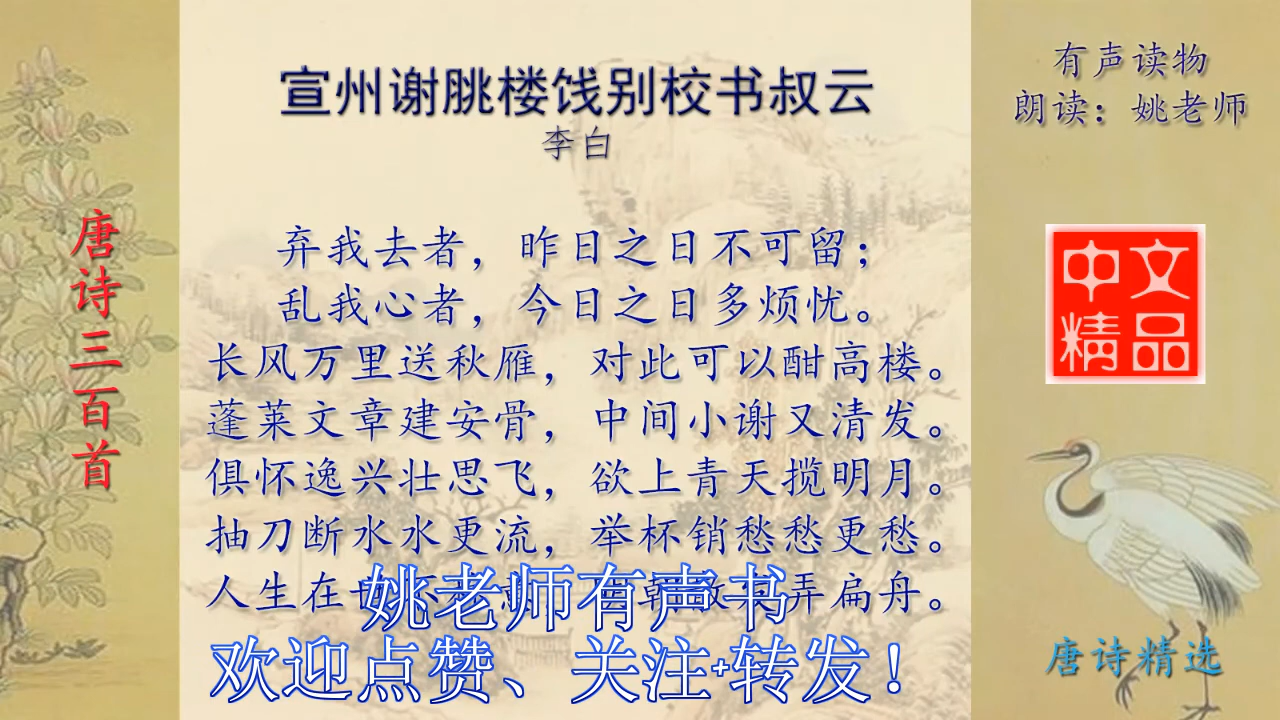 宣州谢朓楼饯别校书叔云
李白
弃我去者，昨日之日不可留；
乱我心者，今日之日多烦忧。
长风万里送秋雁，对此可以酣高楼。
蓬莱文章建安骨，中间小谢又清发。
俱怀逸兴壮思飞，欲上青天揽明月。
抽刀断水水更流，举杯销愁愁更愁。
人生在 弄扁舟。
姚老师有声书
欢迎点赞、关注+转发！
唐诗三百首
有声读物
朗读：姚老师
中文
精品
唐诗精选